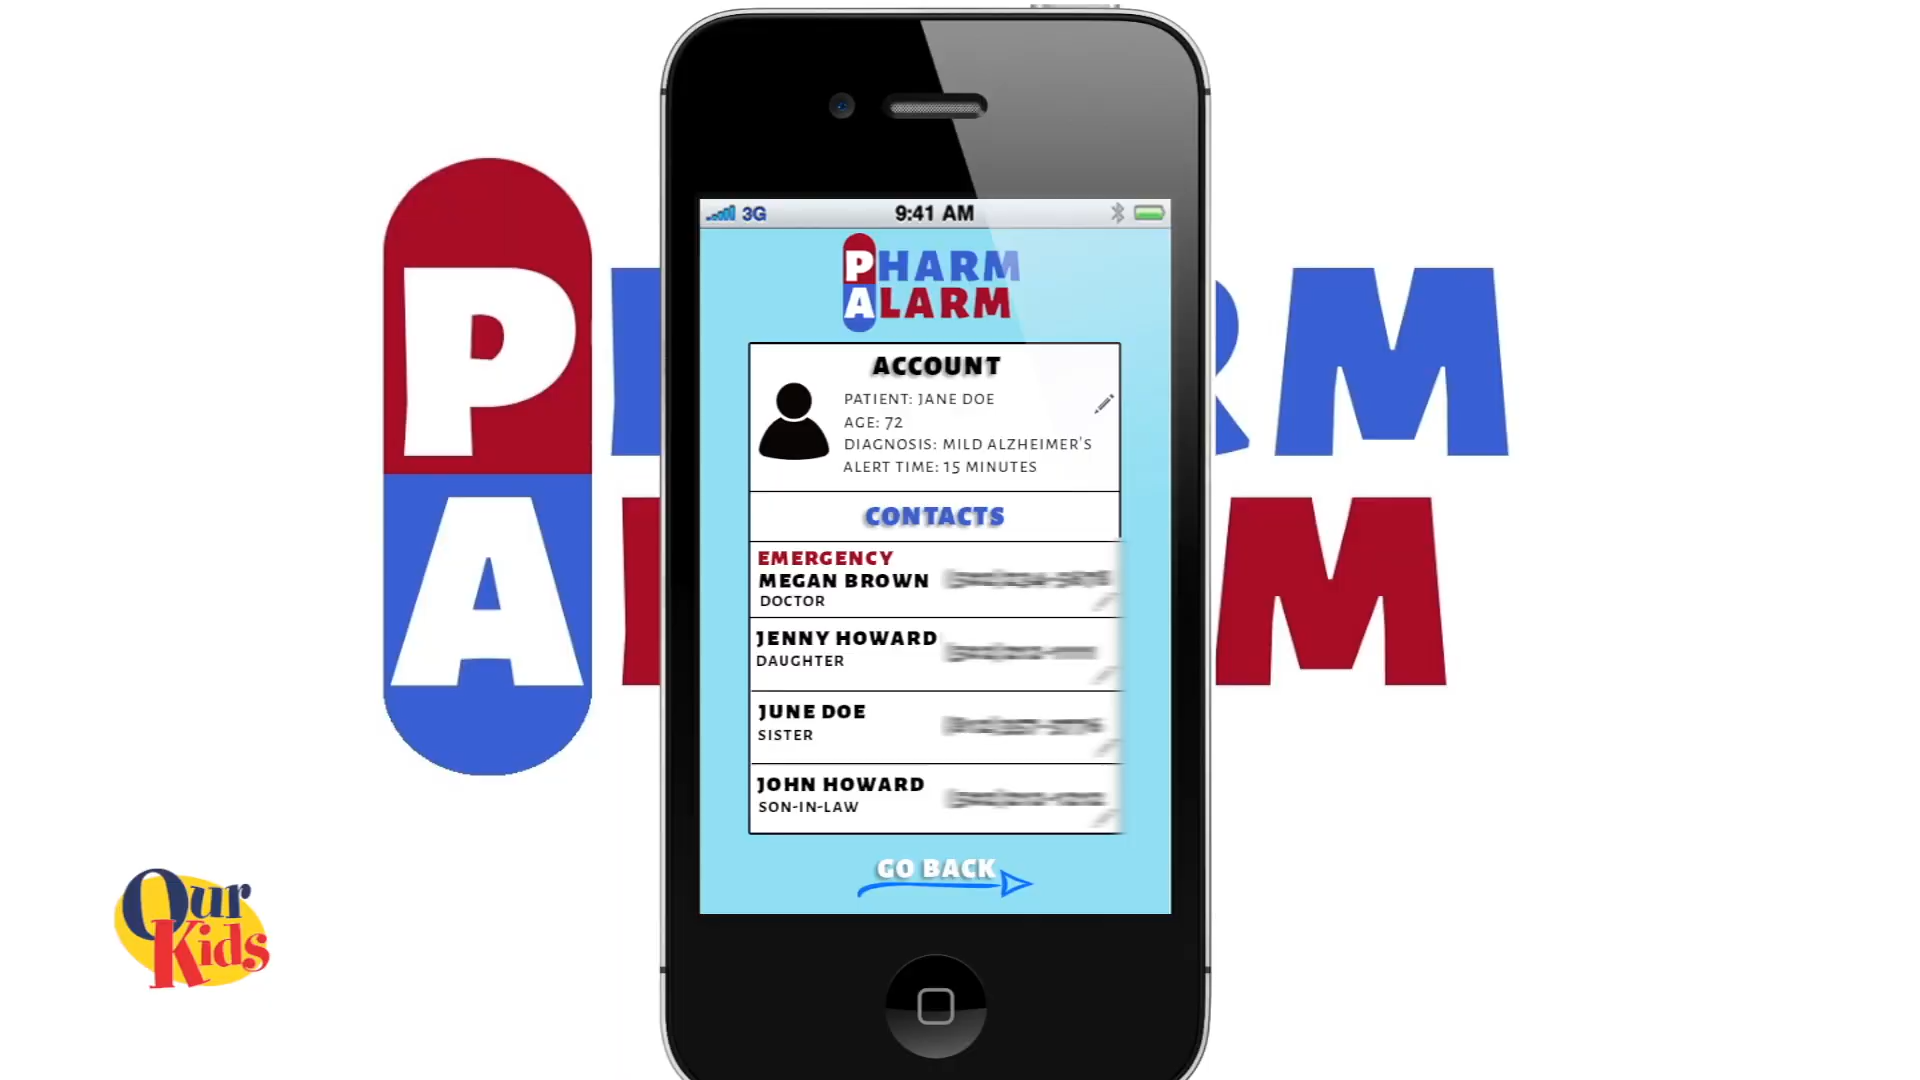 3G 9:41 AM
PHARM
ALARM
ACCOUNT
PATIENT: JANE DOE
AGE: 72
DIAGNOSIS: MILD ALZHEIMER'S
ALERT TIME: 15 MINUTES
CONTACTS
EMERGENCY
MEGAN BROWN
DOCTOR
JENNY HOWARD
DAUGHTER
JUNE DOE
SISTER
JOHN HOWARD
SON-IN-LAW
GO BACK
P RM
A M
Our
Kids